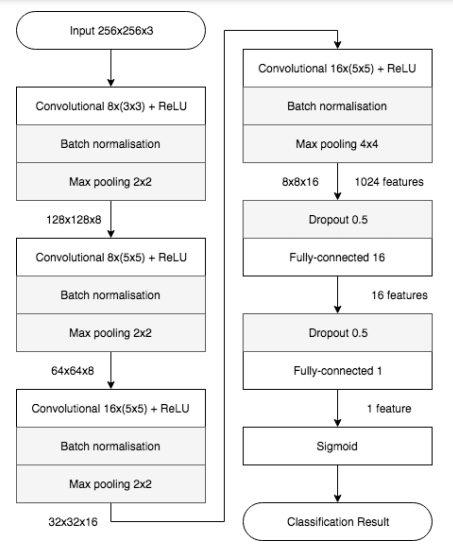 Input 256x256x3
Convolutional 8x(3x3) + ReLU
Batch normalisation
Max pooling 2x2
128x128x8
Convolutional 8x(5x5) + ReLU
Batch normalisation
Max pooling 2x2
64x64x8
Convolutional 16x(5x5) + ReLU
Batch normalisation
Max pooling 2x2
32x32x16
Convolutional 16x(5x5) + ReLU
Batch normalisation
Max pooling 4x4
8x8x16 1024 features
Dropout 0.5
Fully-connected 16
16 features
Dropout 0.5
Fully-connected 1
1 feature
Sigmoid
Classification Result